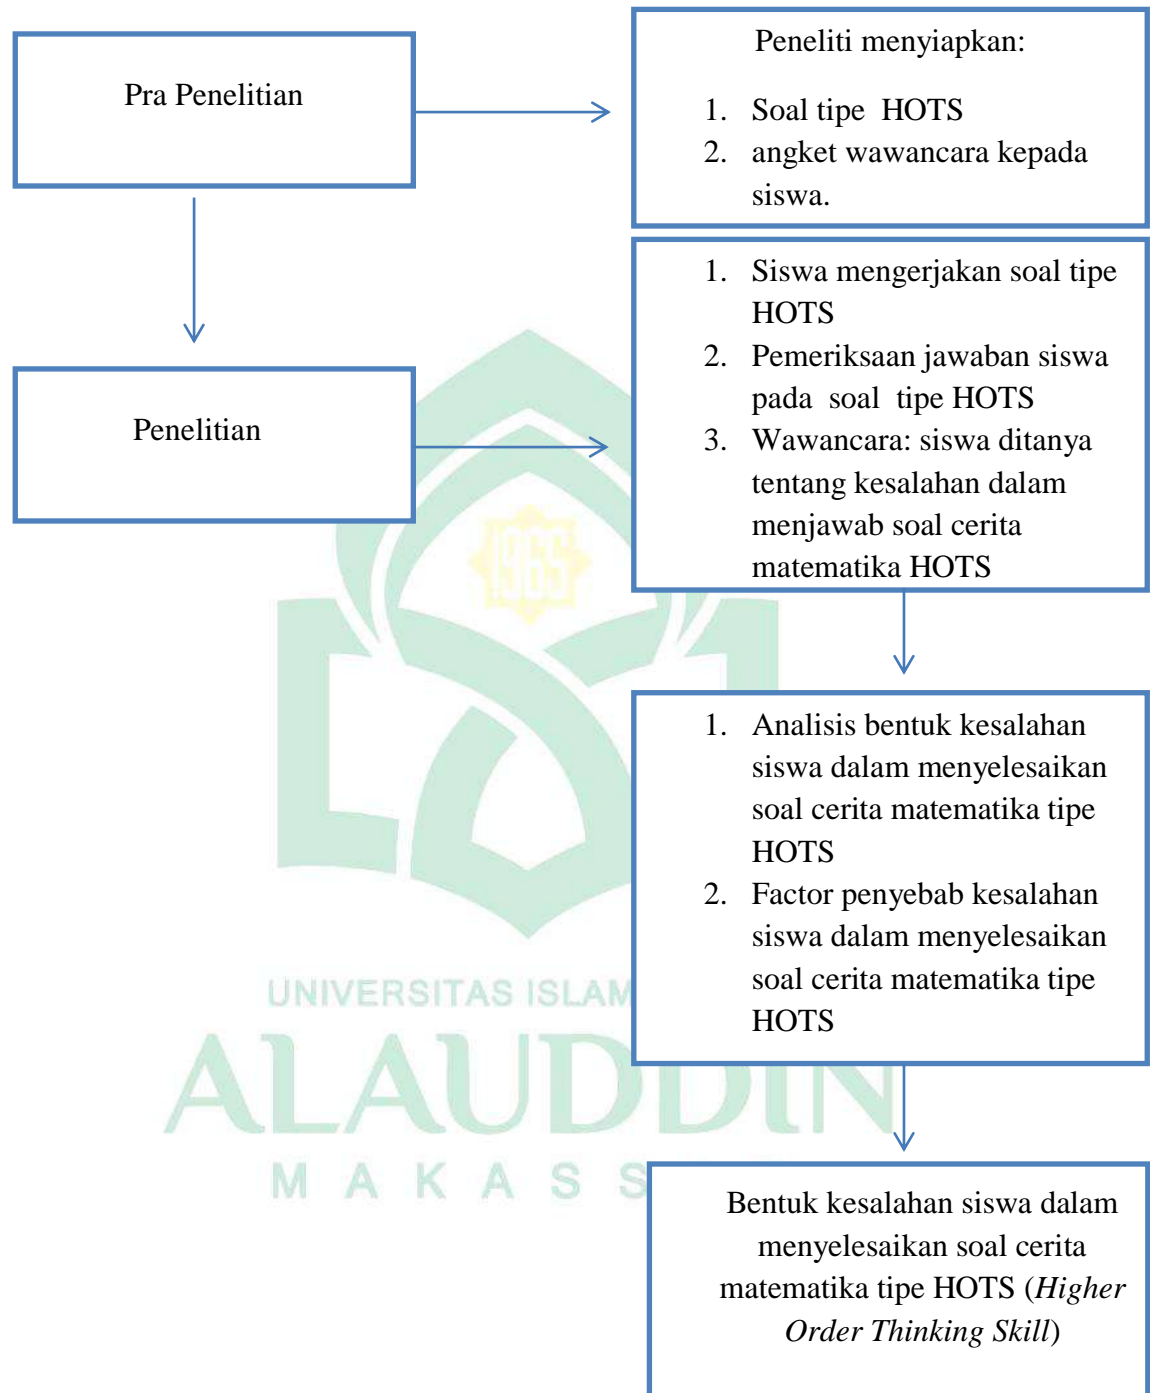 Pra Penelitian
Peneliti menyiapkan:
1. Soal tipe HOTS
2. angket wawancara kepada
siswa.
Penelitian
1. Siswa mengerjakan soal tipe
HOTS
2. Pemeriksaan jawaban siswa
pada soal tipe HOTS
3. Wawancara: siswa ditanya
tentang kesalahan dalam
menjawab soal cerita
matematika HOTS
1965
1. Analisis bentuk kesalahan
siswa dalam menyelesaikan
soal cerita matematika tipe
HOTS
2. Factor penyebab kesalahan
siswa dalam menyelesaikan
soal cerita matematika tipe
HOTS
UNIVERSITAS ISLAM
ALAUDDIN
MAKASS
Bentuk kesalahan siswa dalam
menyelesaikan soal cerita
matematika tipe HOTS (Higher
Order Thinking Skill)